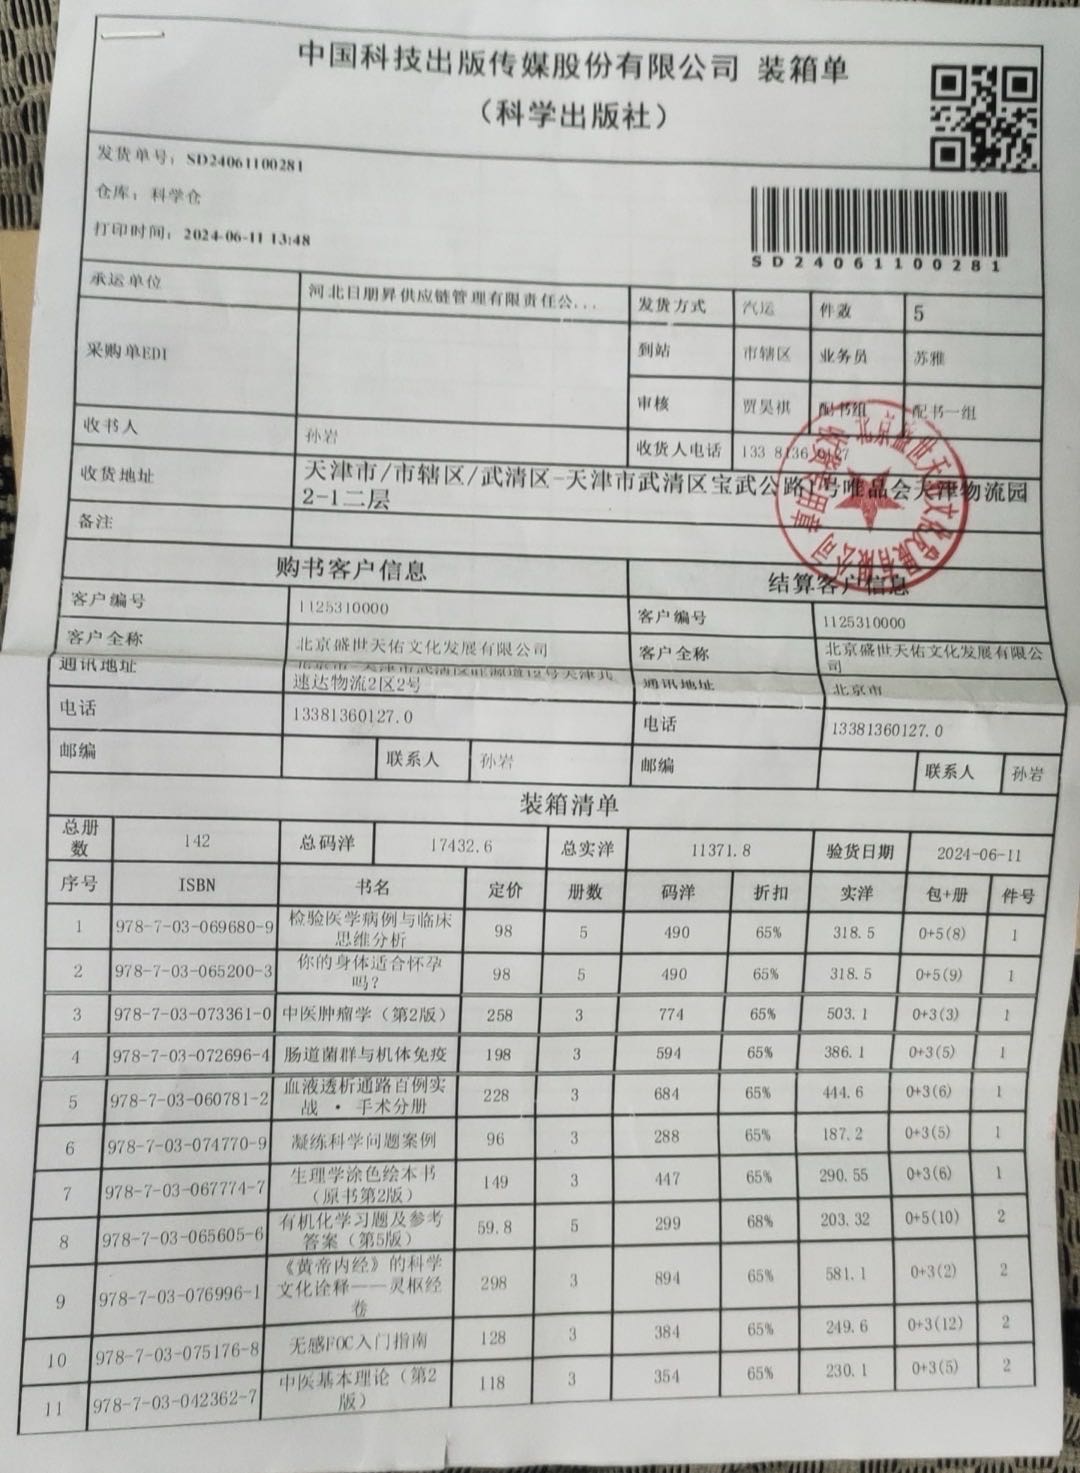 中国科技出版传媒股份有限公司 装箱单
（科学出版社）
发货单号：SD24061100281
仓库：科学仓
打印时间：2024-06-11 13:48
SD24061100281
承运单位 河北日朋昇供应链管理有限责任公... 发货方式 汽运 件数 5
采购单EDI 到站 市辖区 业务员 苏雅
审核 贾昊祺 配书组 配书一组
收书人 孙岩 收货人电话 133 8136 0127
收货地址 天津市/市辖区/武清区-天津市武清区宝武公路1号唯品会天津物流园
2-1二层
备注
购书客户信息 结算客户信息
客户编号 1125310000 客户编号 1125310000
客户全称 北京盛世天佑文化发展有限公司 客户全称 北京盛世天佑文化发展有限公
司
通讯地址 速达物流2区2号 通讯地址 北京市
电话 13381360127.0 电话 13381360127.0
邮编 联系人 孙岩 邮编 联系人 孙岩
装箱清单
总册数 142 总码洋 17432.6 总实洋 11371.8 验货日期 2024-06-11
序号 ISBN 书名 定价 册数 码洋 折扣 实洋 包+册 件号
1 978-7-03-069680-9 检验医学病例与临床
思维分析 98 5 490 65% 318.5 0+5(8) 1
2 978-7-03-065200-3 你的身体适合怀孕
吗？ 98 5 490 65% 318.5 0+5(9) 1
3 978-7-03-073361-0 中医肿瘤学（第2版） 258 3 774 65% 503.1 0+3(3) 1
4 978-7-03-072696-4 肠道菌群与机体免疫 198 3 594 65% 386.1 0+3(5) 1
5 978-7-03-060781-2 血液透析通路百例实
战 · 手术分册 228 3 684 65% 444.6 0+3(6) 1
6 978-7-03-074770-9 凝练科学问题案例 96 3 288 65% 187.2 0+3(5) 1
7 978-7-03-067774-7 生理学涂色绘本书
（原书第2版） 149 3 447 65% 290.55 0+3(6) 1
8 978-7-03-065605-6 有机化学习题及参考
答案（第5版） 59.8 5 299 68% 203.32 0+5(10) 2
9 978-7-03-076996-1 《黄帝内经》的科学
文化诠释——灵枢经
卷 298 3 894 65% 581.1 0+3(2) 2
10 978-7-03-075176-8 无感FOC入门指南 128 3 384 65% 249.6 0+3(12) 2
11 978-7-03-042362-7 中医基本理论（第2
版） 118 3 354 65% 230.1 0+3(5) 2